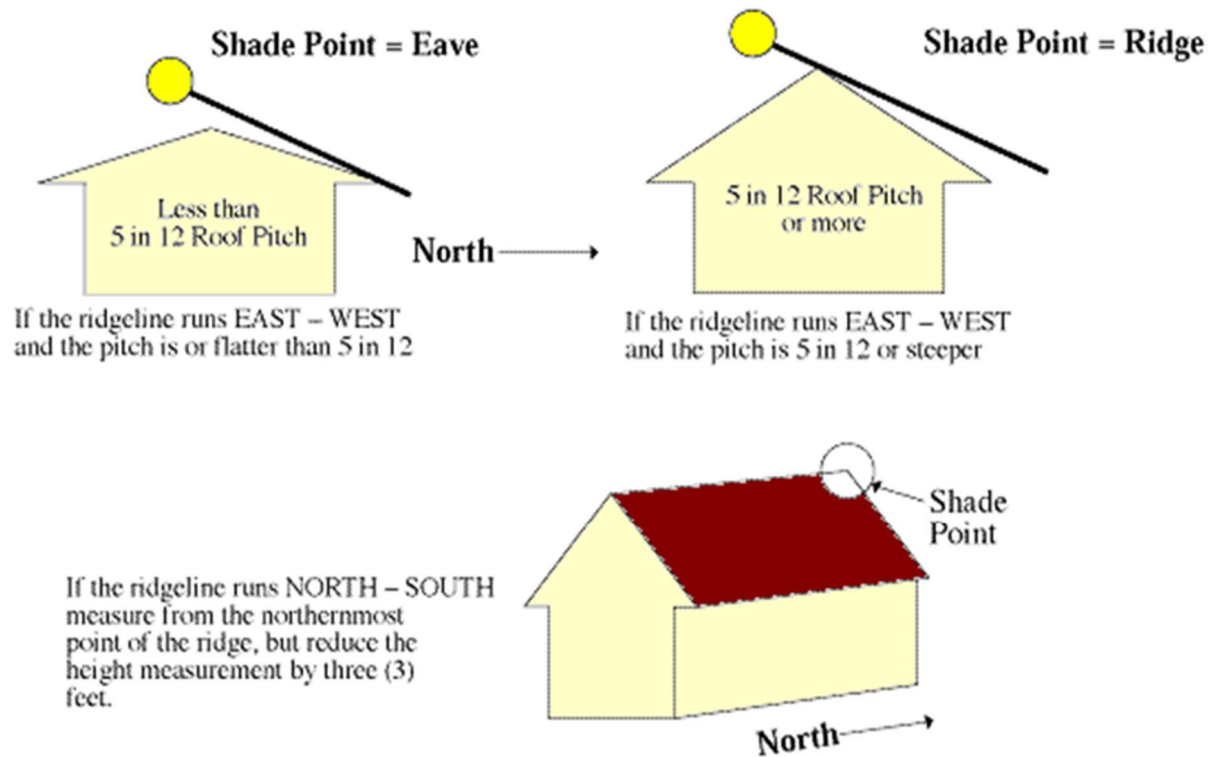 Shade Point = Eave
Less than
5 in 12 Roof Pitch
If the ridgeline runs EAST – WEST
and the pitch is or flatter than 5 in 12
North
Shade Point = Ridge
5 in 12 Roof Pitch
or more
If the ridgeline runs EAST – WEST
and the pitch is 5 in 12 or steeper
If the ridgeline runs NORTH – SOUTH
measure from the northernmost
point of the ridge, but reduce the
height measurement by three (3)
feet.
Shade
Point
North